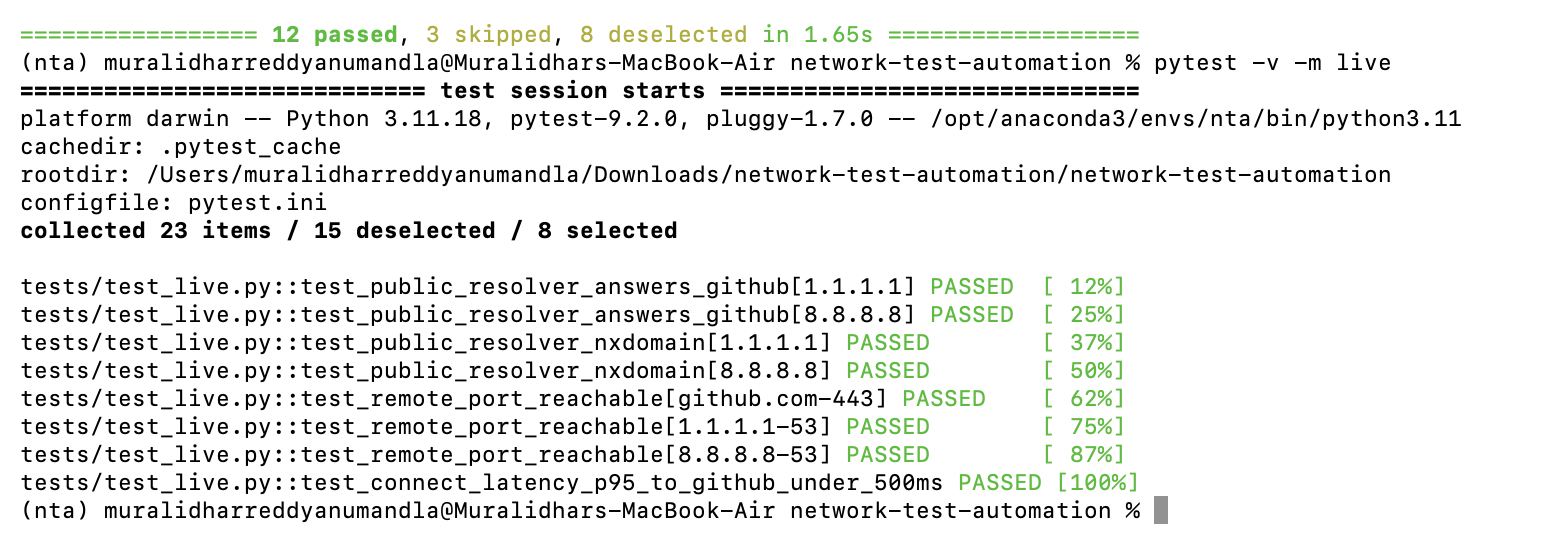 ================= 12 passed, 3 skipped, 8 deselected in 1.65s ==================
(nta) muralidharreddyanumandla@Muralidhars-MacBook-Air network-test-automation % pytest -v -m live
============================= test session starts ==============================
platform darwin -- Python 3.11.18, pytest-9.2.0, pluggy-1.7.0 -- /opt/anaconda3/envs/nta/bin/python3.11
cachedir: .pytest_cache
rootdir: /Users/muralidharreddyanumandla/Downloads/network-test-automation/network-test-automation
configfile: pytest.ini
collected 23 items / 15 deselected / 8 selected

tests/test_live.py::test_public_resolver_answers_github[1.1.1.1] PASSED  [ 12%]
tests/test_live.py::test_public_resolver_answers_github[8.8.8.8] PASSED  [ 25%]
tests/test_live.py::test_public_resolver_nxdomain[1.1.1.1] PASSED        [ 37%]
tests/test_live.py::test_public_resolver_nxdomain[8.8.8.8] PASSED        [ 50%]
tests/test_live.py::test_remote_port_reachable[github.com-443] PASSED    [ 62%]
tests/test_live.py::test_remote_port_reachable[1.1.1.1-53] PASSED        [ 75%]
tests/test_live.py::test_remote_port_reachable[8.8.8.8-53] PASSED        [ 87%]
tests/test_live.py::test_connect_latency_p95_to_github_under_500ms PASSED [100%]
(nta) muralidharreddyanumandla@Muralidhars-MacBook-Air network-test-automation %